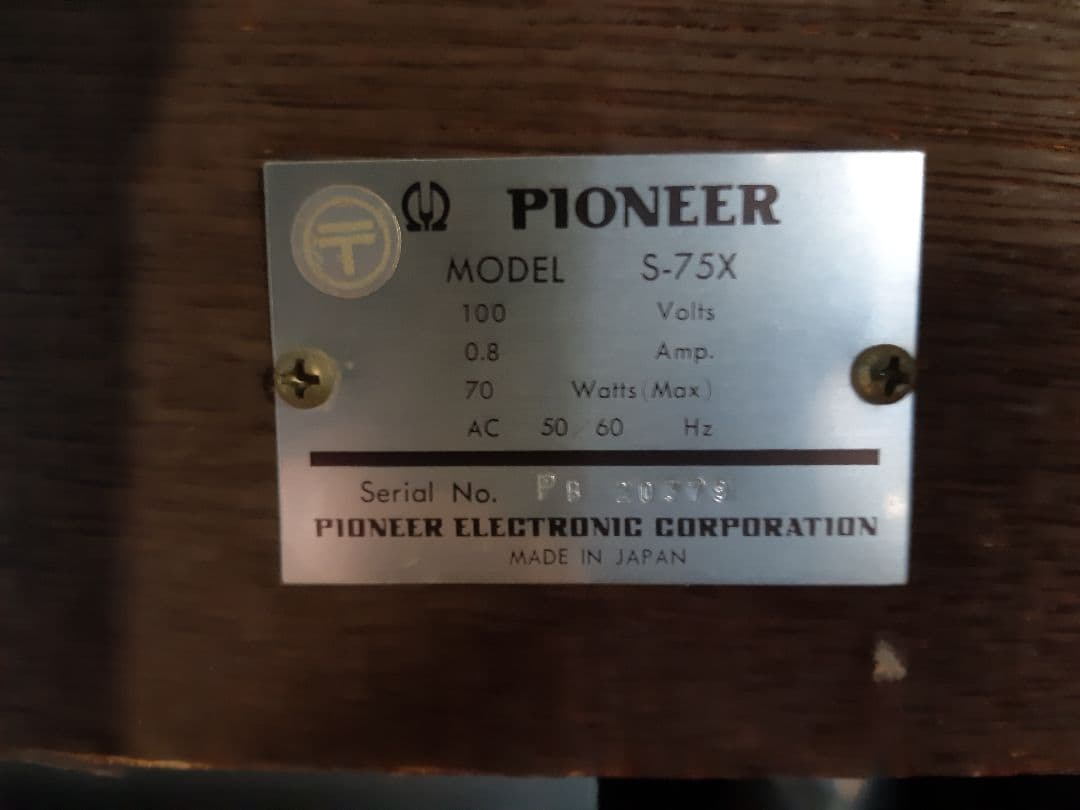 PIONEER
MODEL S-75X
100 Volts
0.8 Amp.
70 Watts (Max.)
AC 50 / 60 Hz
Serial No. PB
PIONEER ELECTRONIC CORPORATION
MADE IN JAPAN